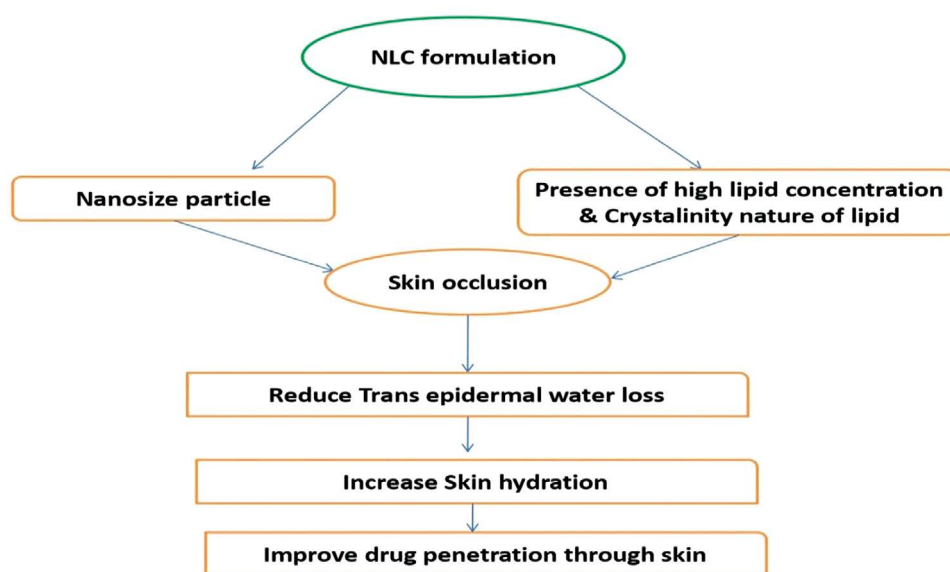 NLC formulation
Nanosize particle
Presence of high lipid concentration
& Crystalinity nature of lipid
Skin occlusion
Reduce Trans epidermal water loss
Increase Skin hydration
Improve drug penetration through skin